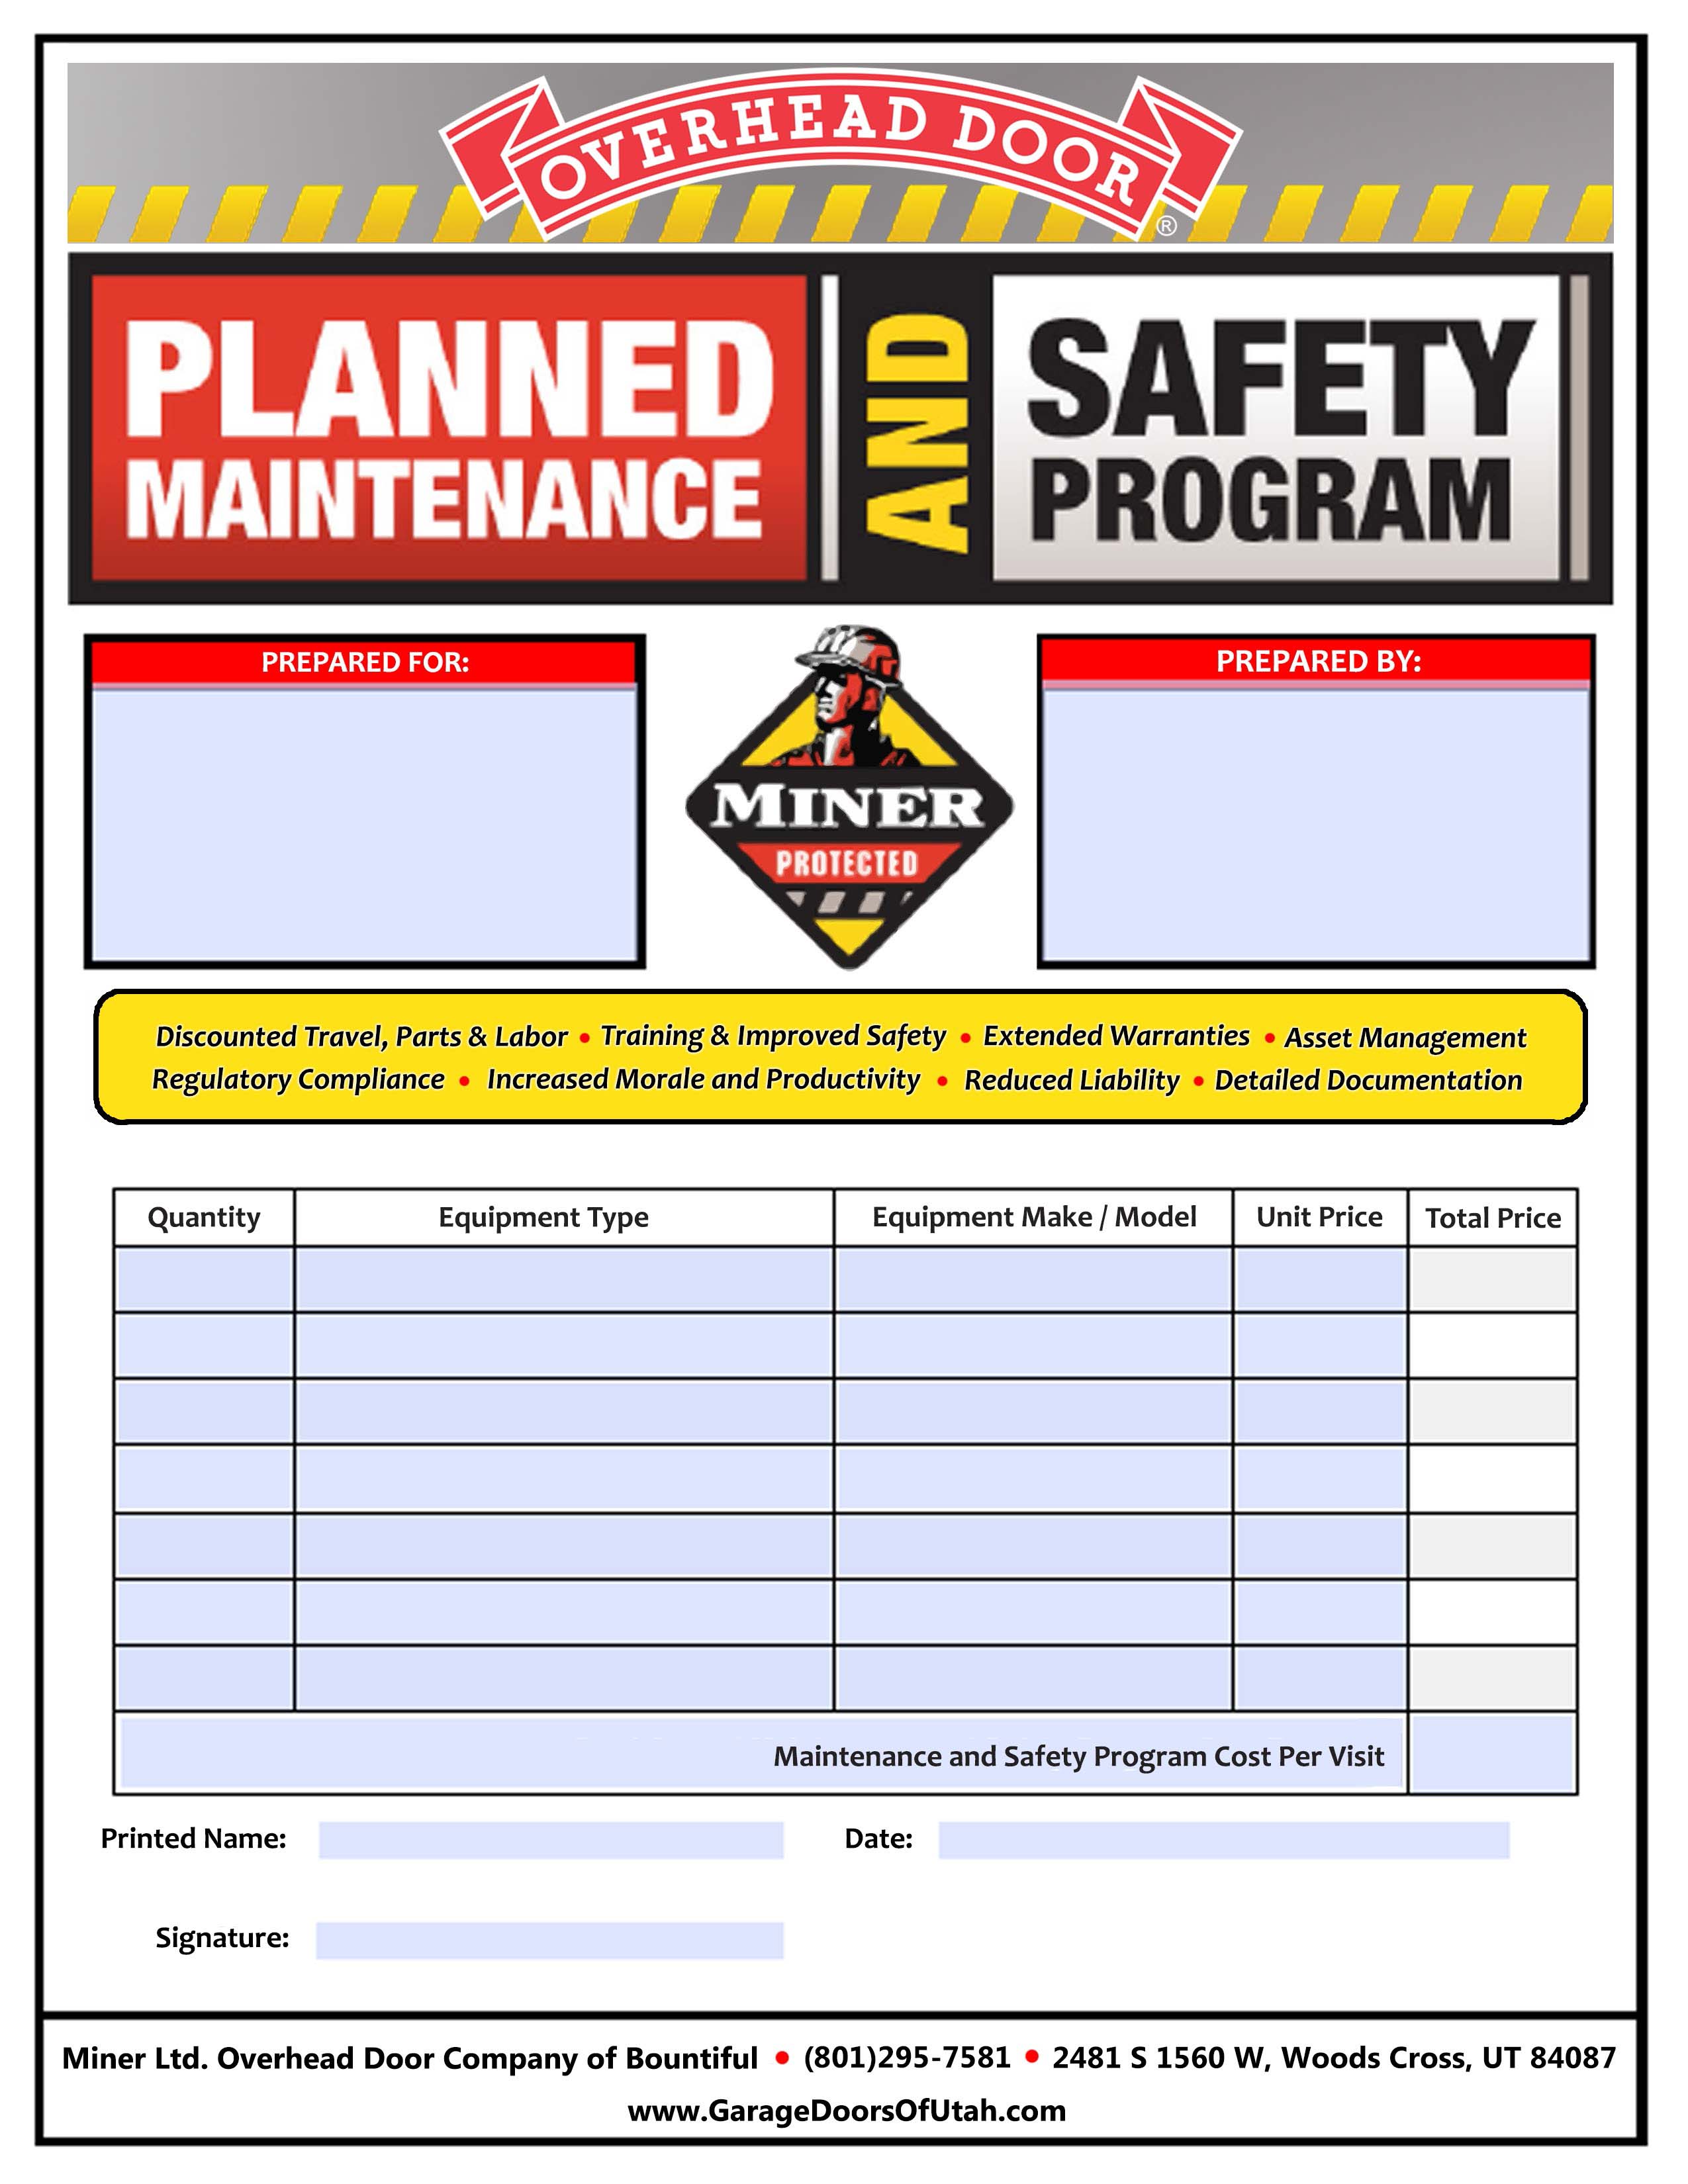 OVERHEAD DOOR
®
PLANNED
MAINTENANCE
AND
SAFETY
PROGRAM
PREPARED FOR:
MINER
PROTECTED
PREPARED BY:
Discounted Travel, Parts & Labor • Training & Improved Safety • Extended Warranties • Asset Management
Regulatory Compliance • Increased Morale and Productivity • Reduced Liability • Detailed Documentation
Quantity Equipment Type Equipment Make / Model Unit Price Total Price
Maintenance and Safety Program Cost Per Visit
Printed Name: Date:
Signature:
Miner Ltd. Overhead Door Company of Bountiful • (801)295-7581 • 2481 S 1560 W, Woods Cross, UT 84087
www.GarageDoorsOfUtah.com